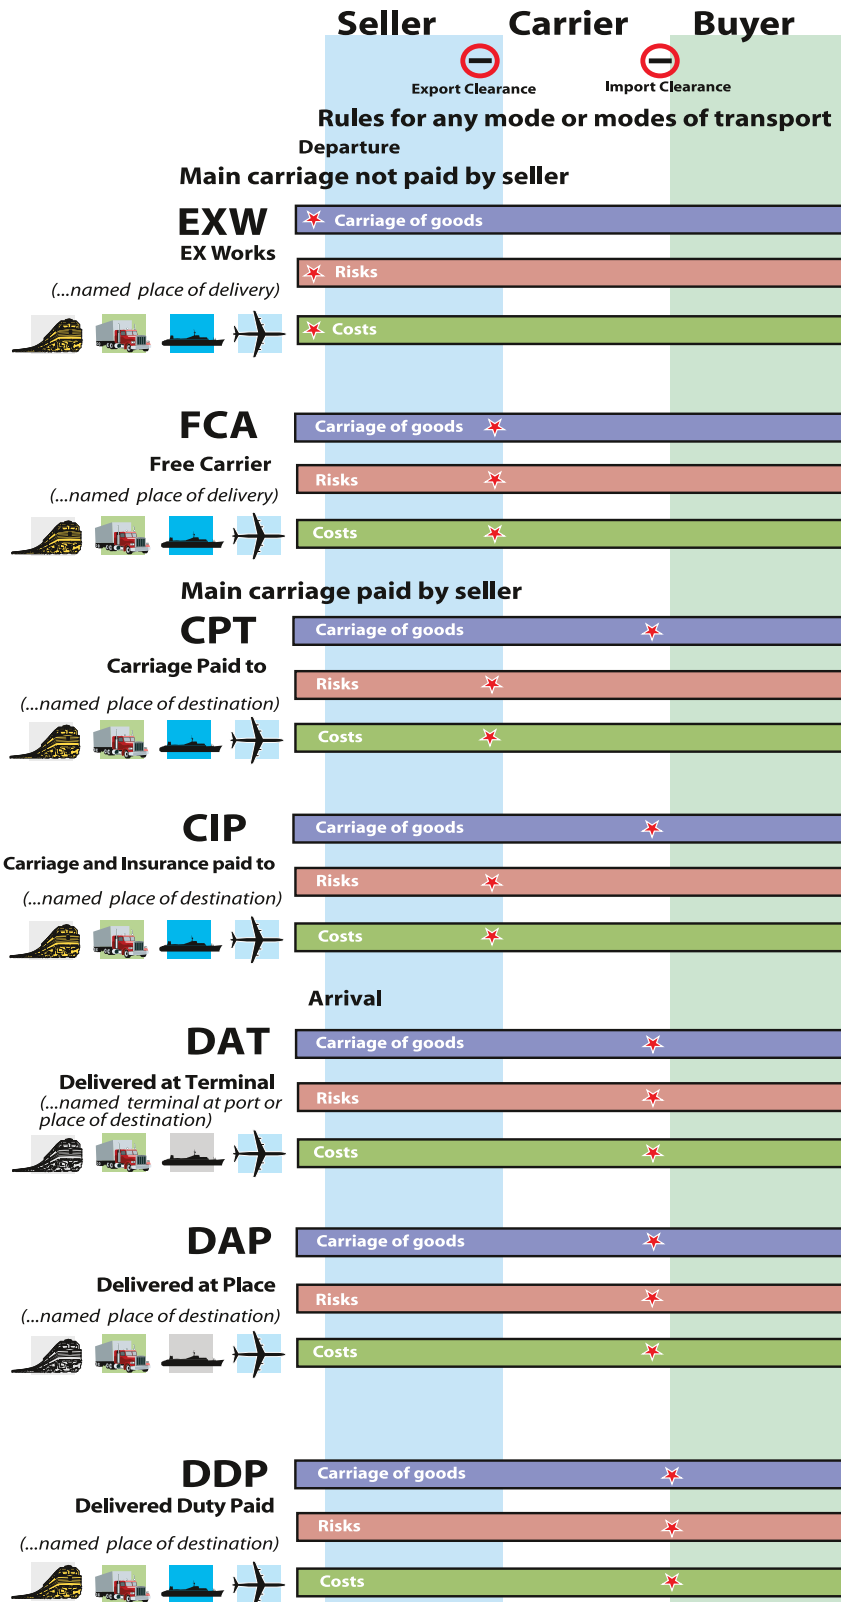 Seller Carrier Buyer
Export Clearance Import Clearance
Rules for any mode or modes of transport
Departure
Main carriage not paid by seller
EXW
Carriage of goods
EX Works
Risks
(...named place of delivery)
Costs
FCA
Carriage of goods
Free Carrier
Risks
(...named place of delivery)
Costs
Main carriage paid by seller
CPT
Carriage of goods
Carriage Paid to
Risks
(...named place of destination)
Costs
CIP
Carriage of goods
Carriage and Insurance paid to
Risks
(...named place of destination)
Costs
Arrival
DAT
Carriage of goods
Delivered at Terminal
(...named terminal at port or
place of destination)
Risks
Costs
DAP
Carriage of goods
Delivered at Place
Risks
(...named place of destination)
Costs
DDP
Carriage of goods
Delivered Duty Paid
Risks
(...named place of destination)
Costs